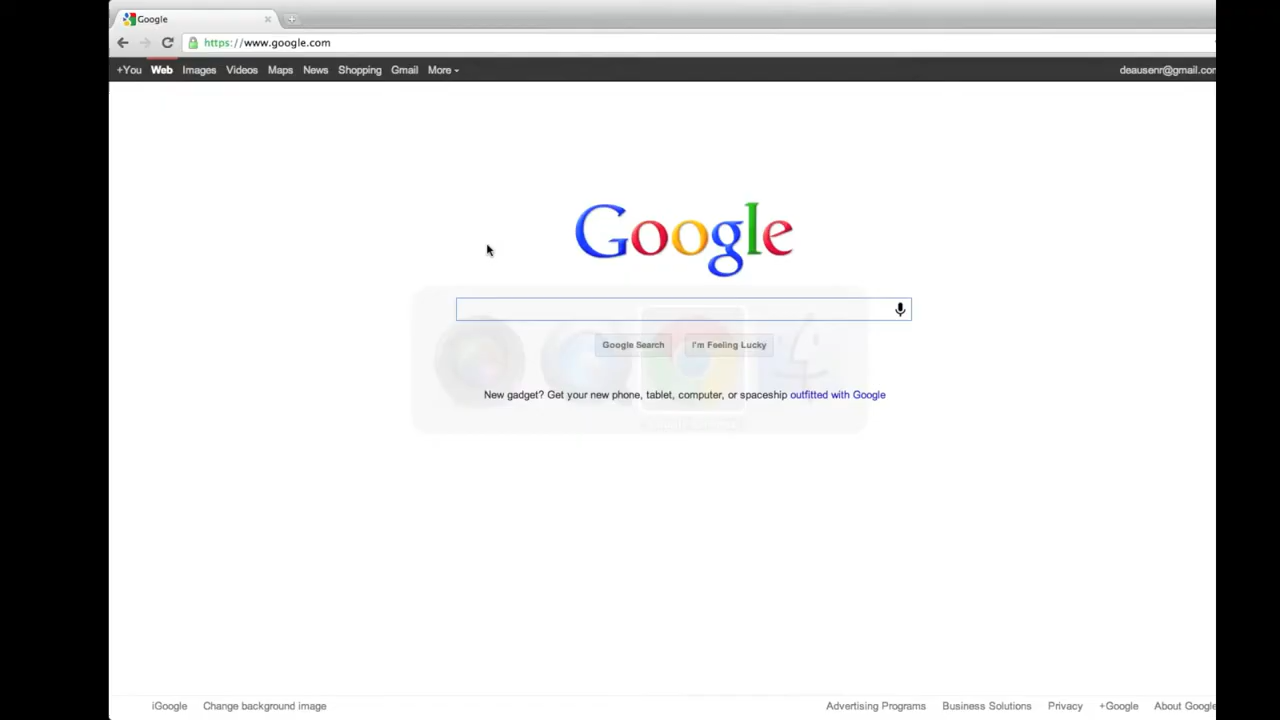 Google
https://www.google.com
+You Web Images Videos Maps News Shopping Gmail More
deausenr@gmail.co
Google
Google Search I'm Feeling Lucky
New gadget? Get your new phone, tablet, computer, or spaceship outfitted with Google
iGoogle Change background image Advertising Programs Business Solutions Privacy +Google About Google